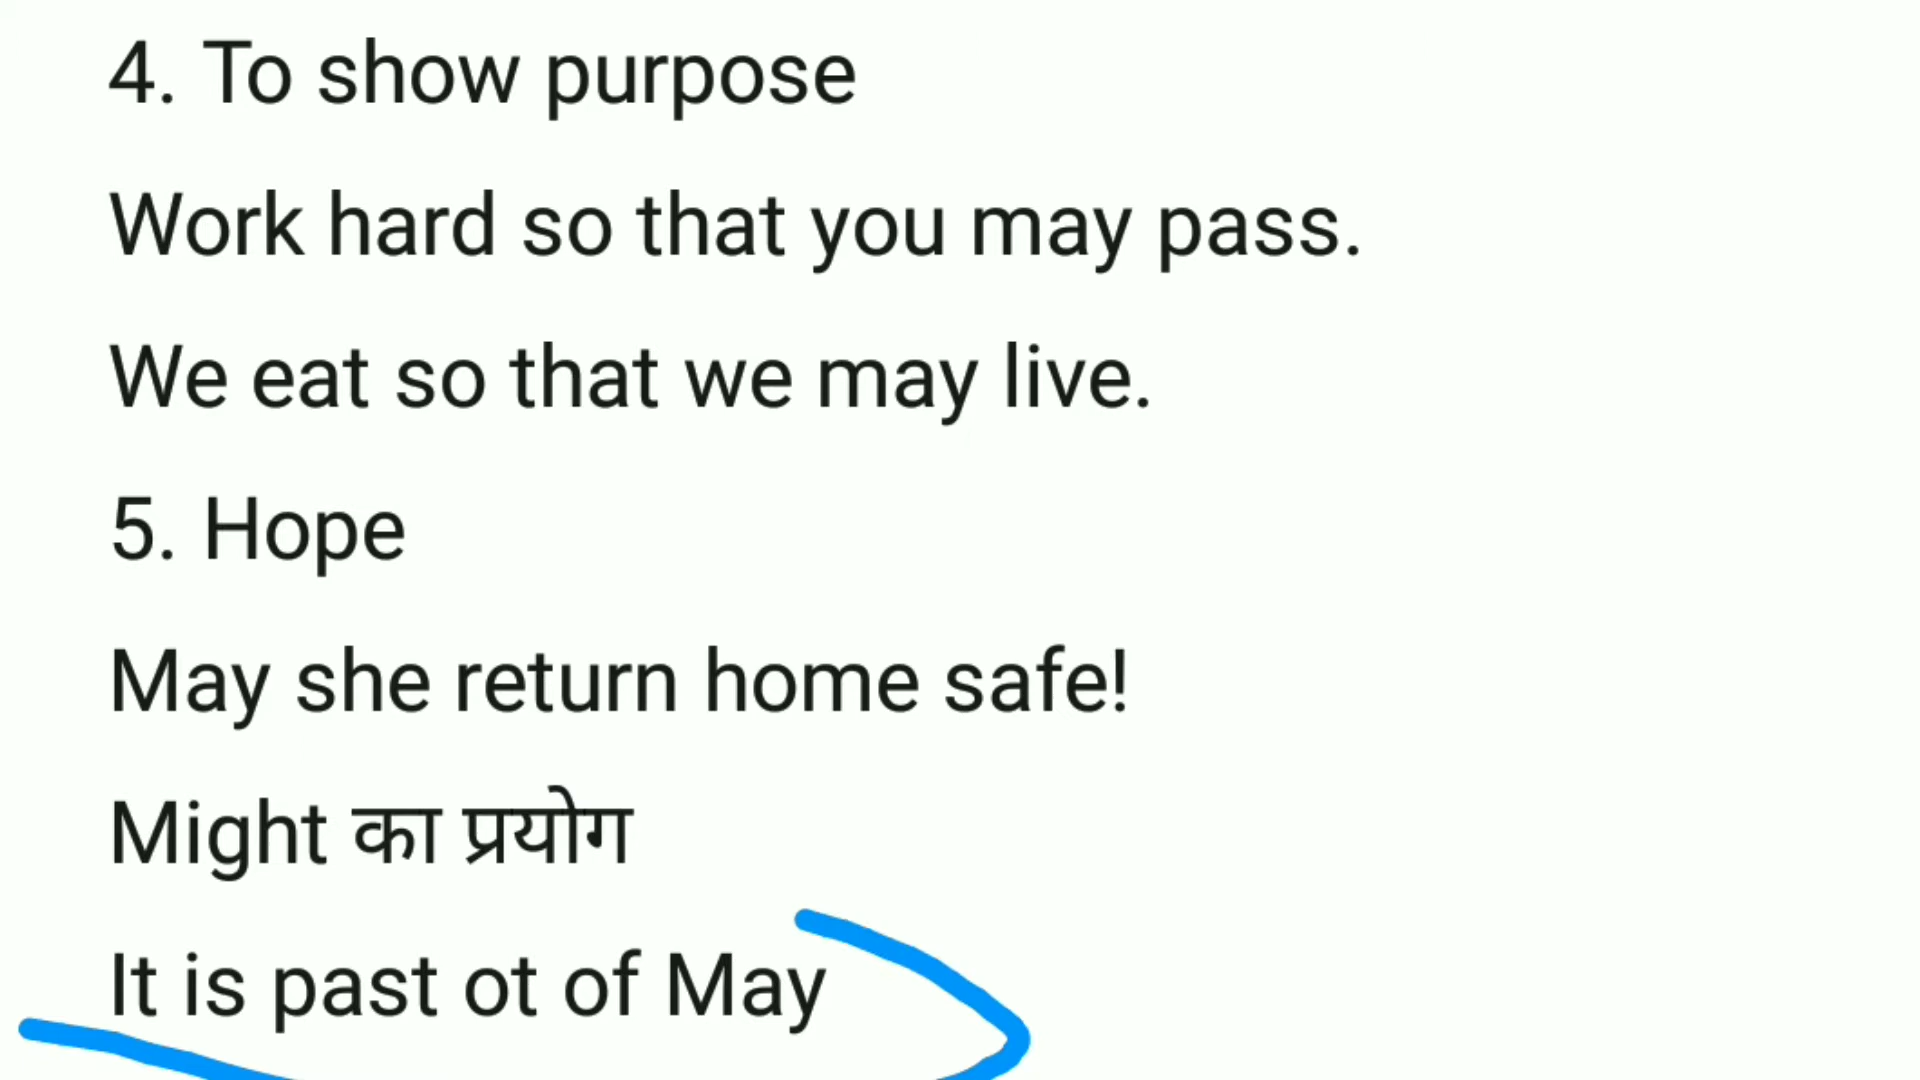 4. To show purpose
Work hard so that you may pass.
We eat so that we may live.
5. Hope
May she return home safe!
Might का प्रयोग
It is past ot of May